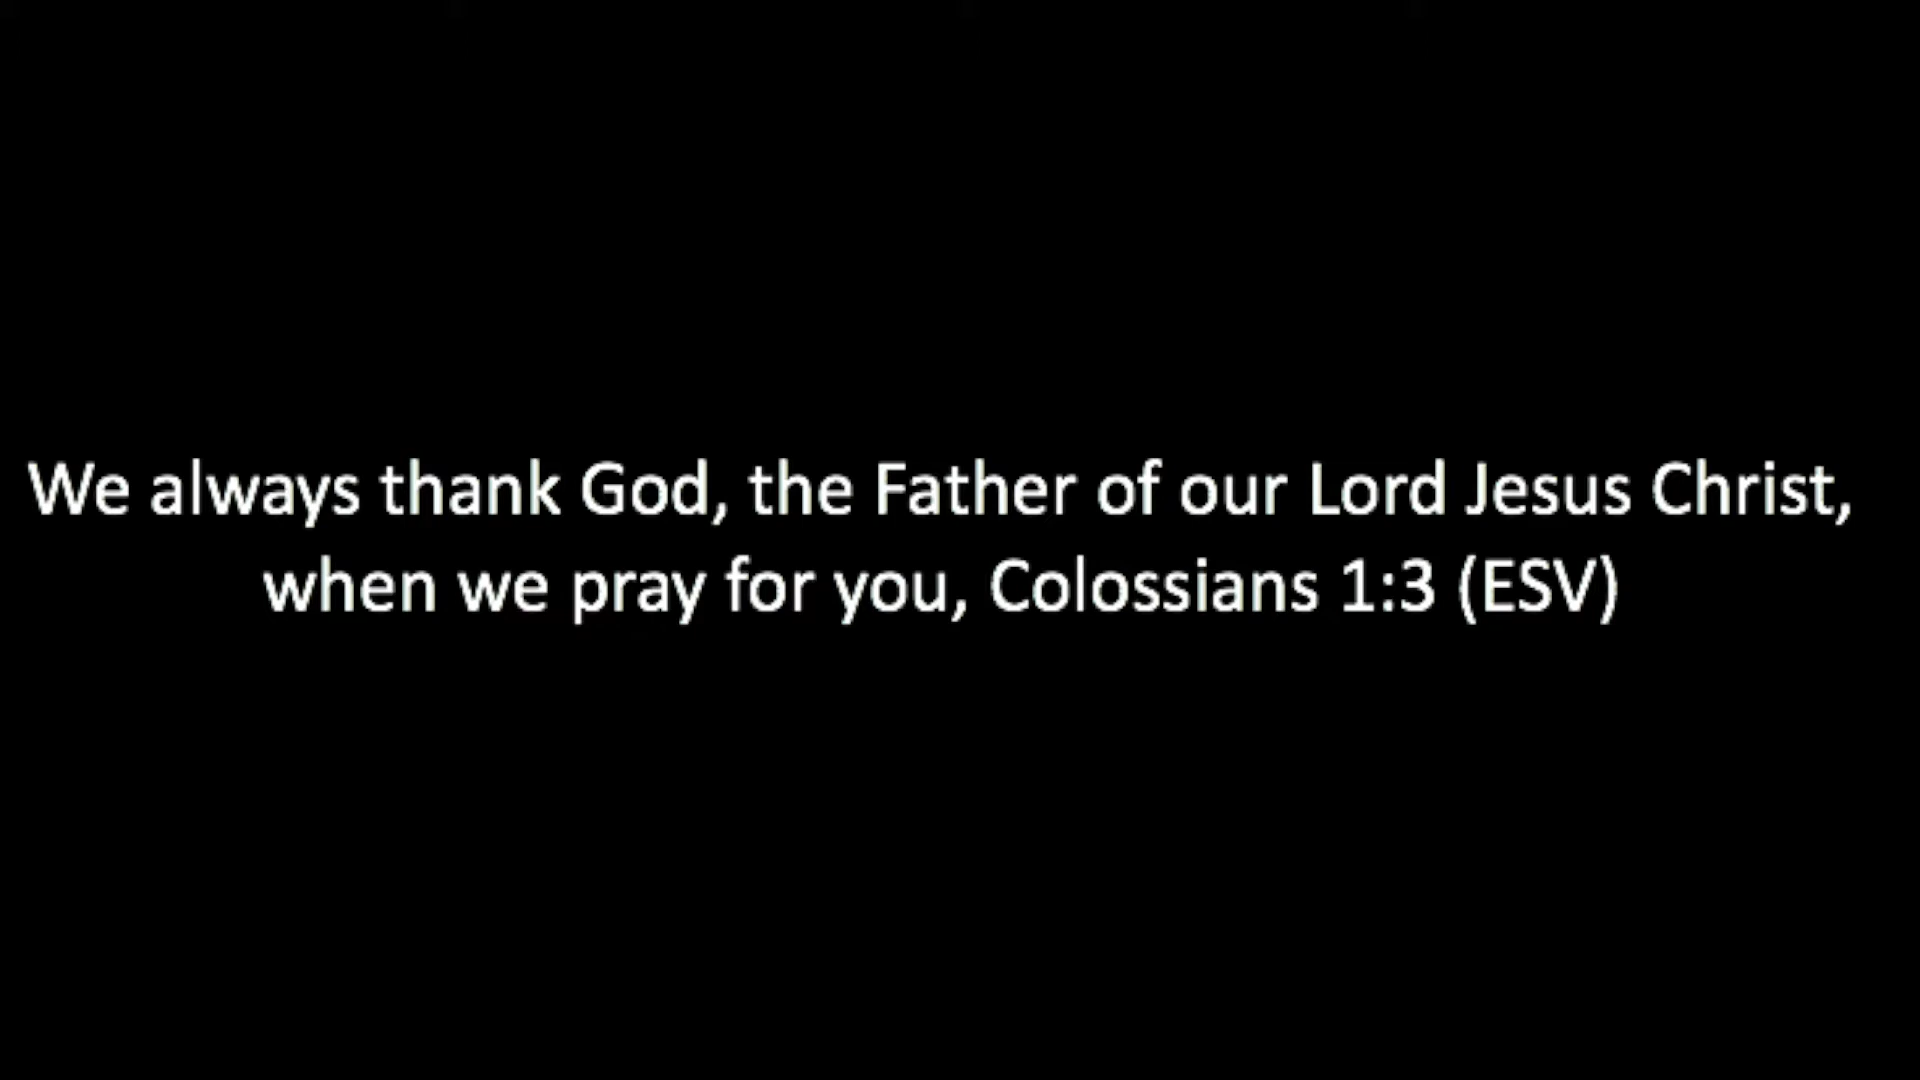 We always thank God, the Father of our Lord Jesus Christ,
when we pray for you, Colossians 1:3 (ESV)